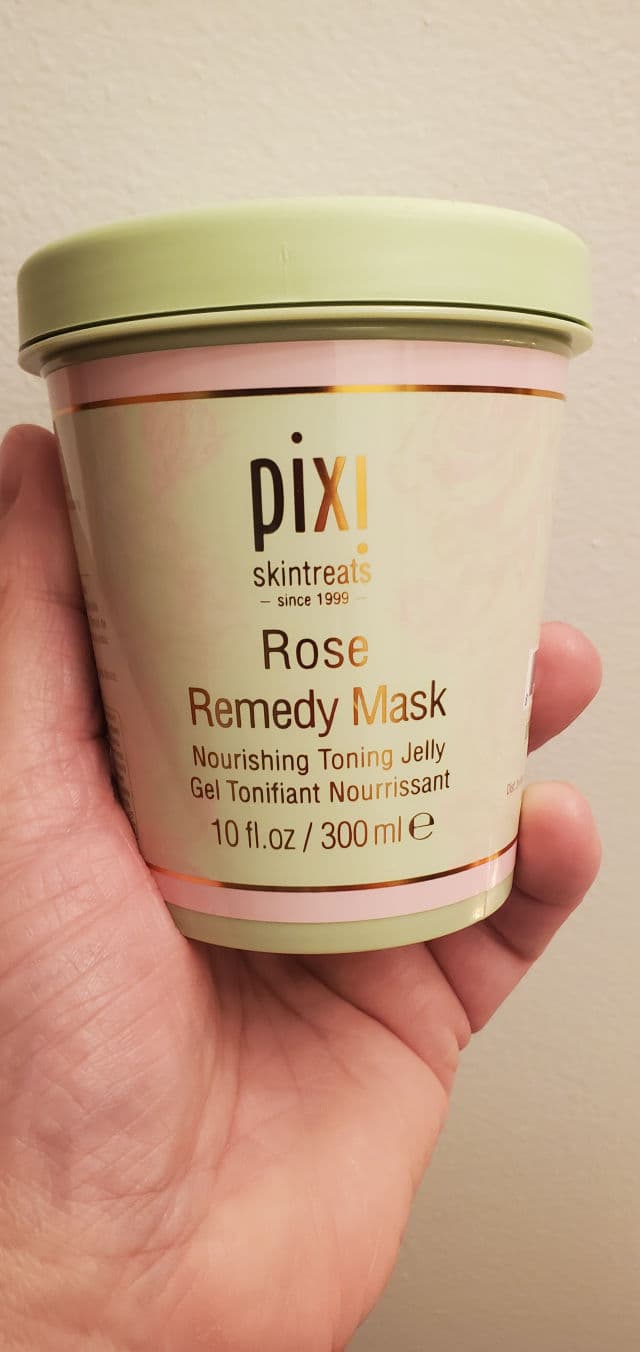 pixi
skintreats
– since 1999 –
Rose
Remedy Mask
Nourishing Toning Jelly
Gel Tonifiant Nourrissant
10 fl.oz / 300 ml ℮